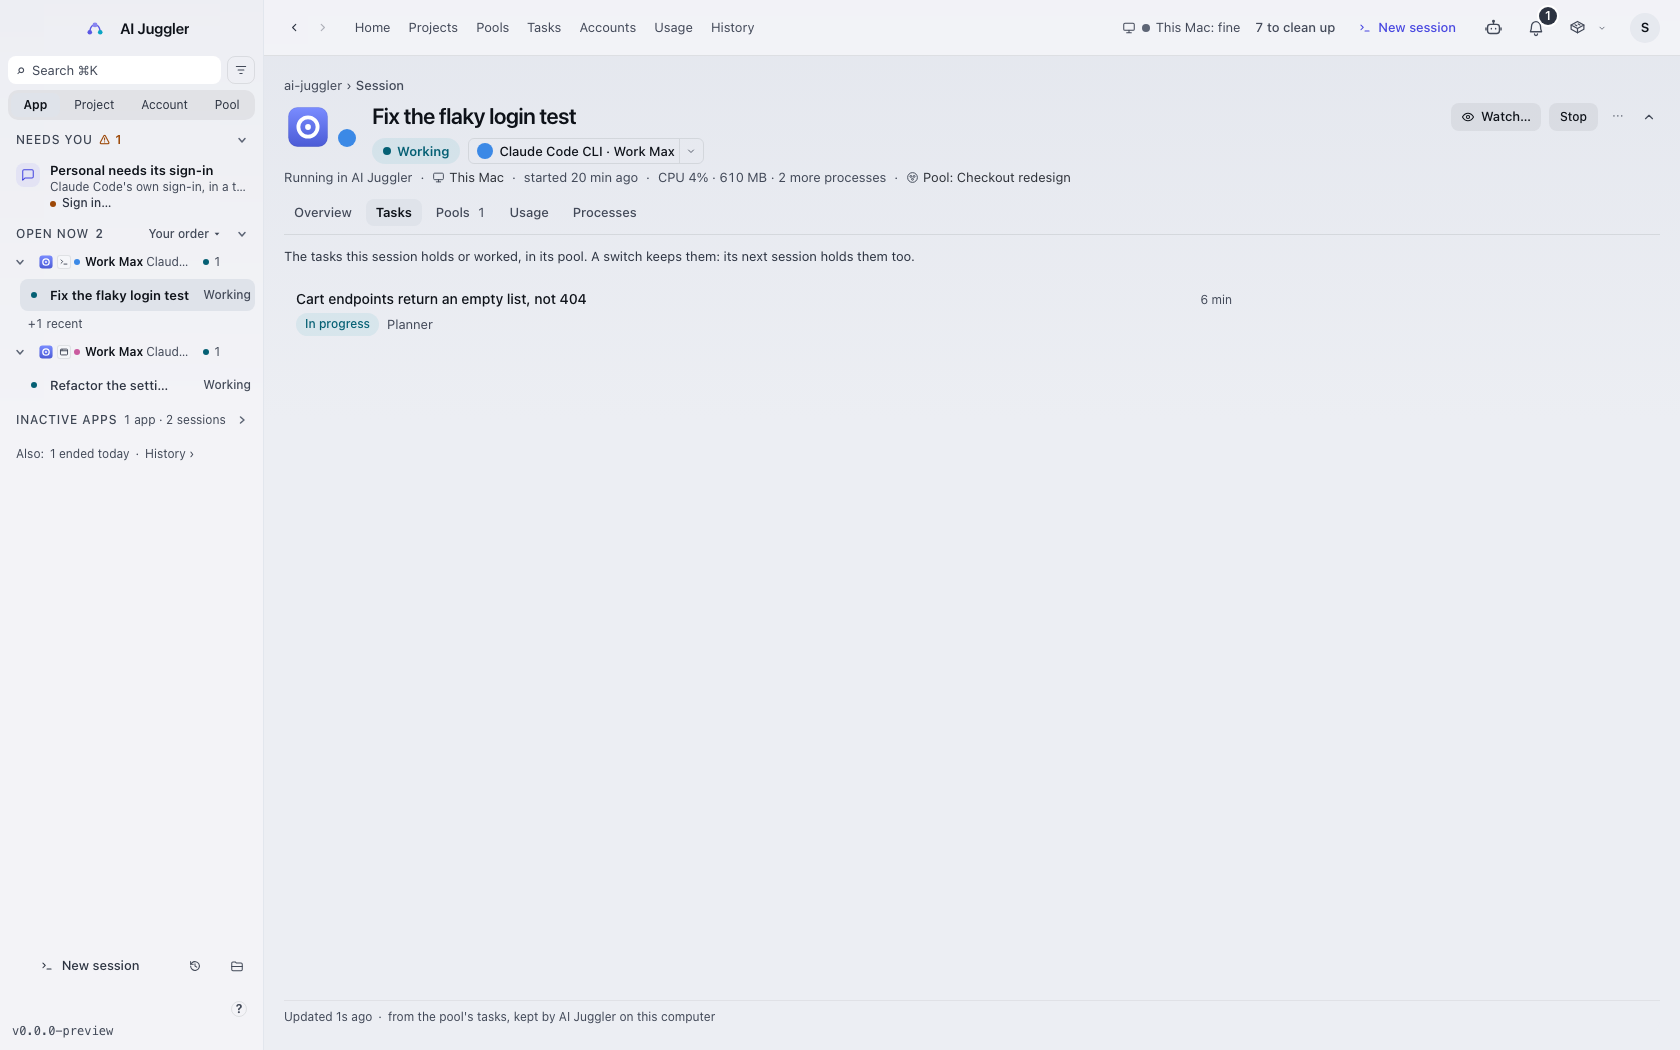 AI Juggler
Search ⌘K
App Project Account Pool
NEEDS YOU 1
Personal needs its sign-in
Claude Code's own sign-in, in a t...
Sign in...
OPEN NOW 2 Your order
Work Max Claud... 1
Fix the flaky login test Working
+1 recent
Work Max Claud... 1
Refactor the setti... Working
INACTIVE APPS 1 app · 2 sessions
Also: 1 ended today · History ›
New session
?
v0.0.0-preview
Home Projects Pools Tasks Accounts Usage History
This Mac: fine 7 to clean up New session 1 S
ai-juggler › Session
Fix the flaky login test
Watch... Stop ...
Working Claude Code CLI · Work Max
Running in AI Juggler · This Mac · started 20 min ago · CPU 4% · 610 MB · 2 more processes · Pool: Checkout redesign
Overview Tasks Pools 1 Usage Processes
The tasks this session holds or worked, in its pool. A switch keeps them: its next session holds them too.
Cart endpoints return an empty list, not 404 6 min
In progress Planner
Updated 1s ago · from the pool's tasks, kept by AI Juggler on this computer